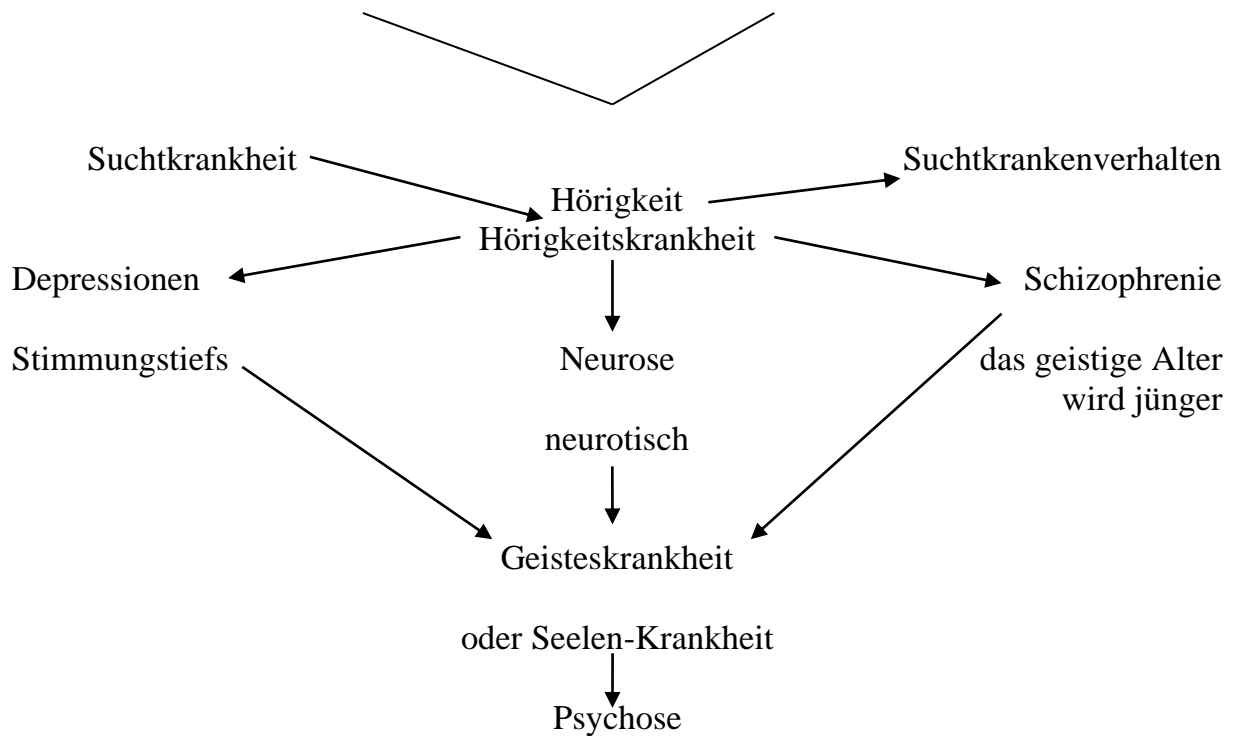 Suchtkrankheit
Suchtkrankenverhalten
Hörigkeit
Hörigkeitskrankheit
Depressionen
Schizophrenie
Stimmungstiefs
Neurose
das geistige Alter
wird jünger
neurotisch
Geisteskrankheit
oder Seelen-Krankheit
Psychose